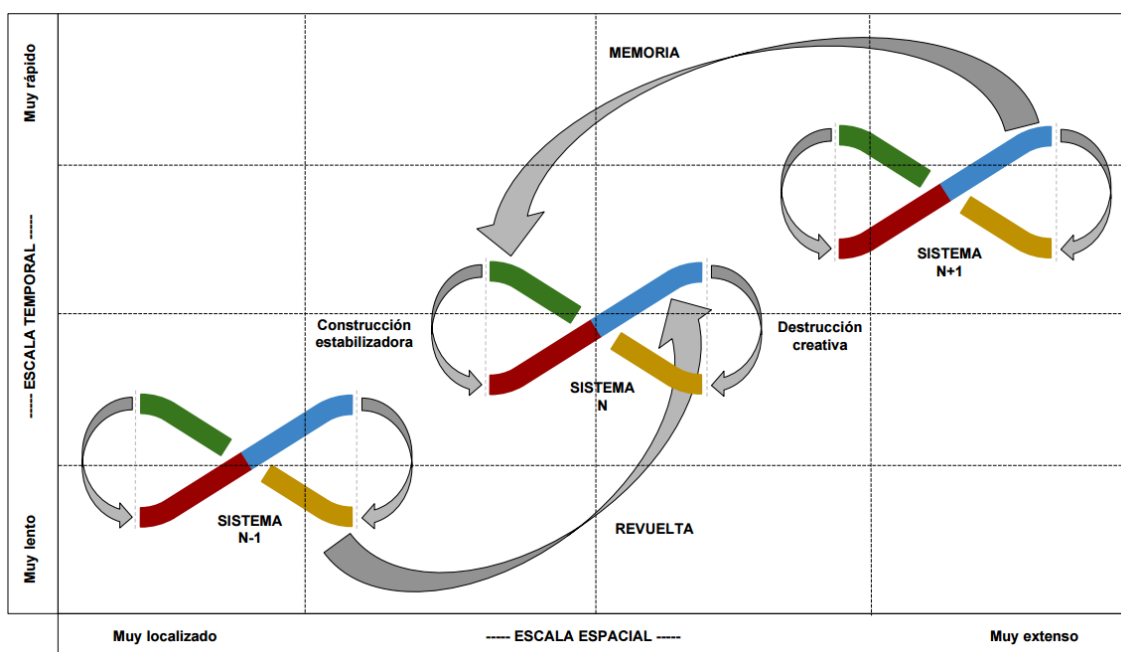 Muy rápido
----- ESCALA TEMPORAL -----
Muy lento
MEMORIA
SISTEMA
N+1
Construcción
estabilizadora
Destrucción
creativa
SISTEMA
N
SISTEMA
N-1
REVUELTA
Muy localizado
----- ESCALA ESPACIAL -----
Muy extenso